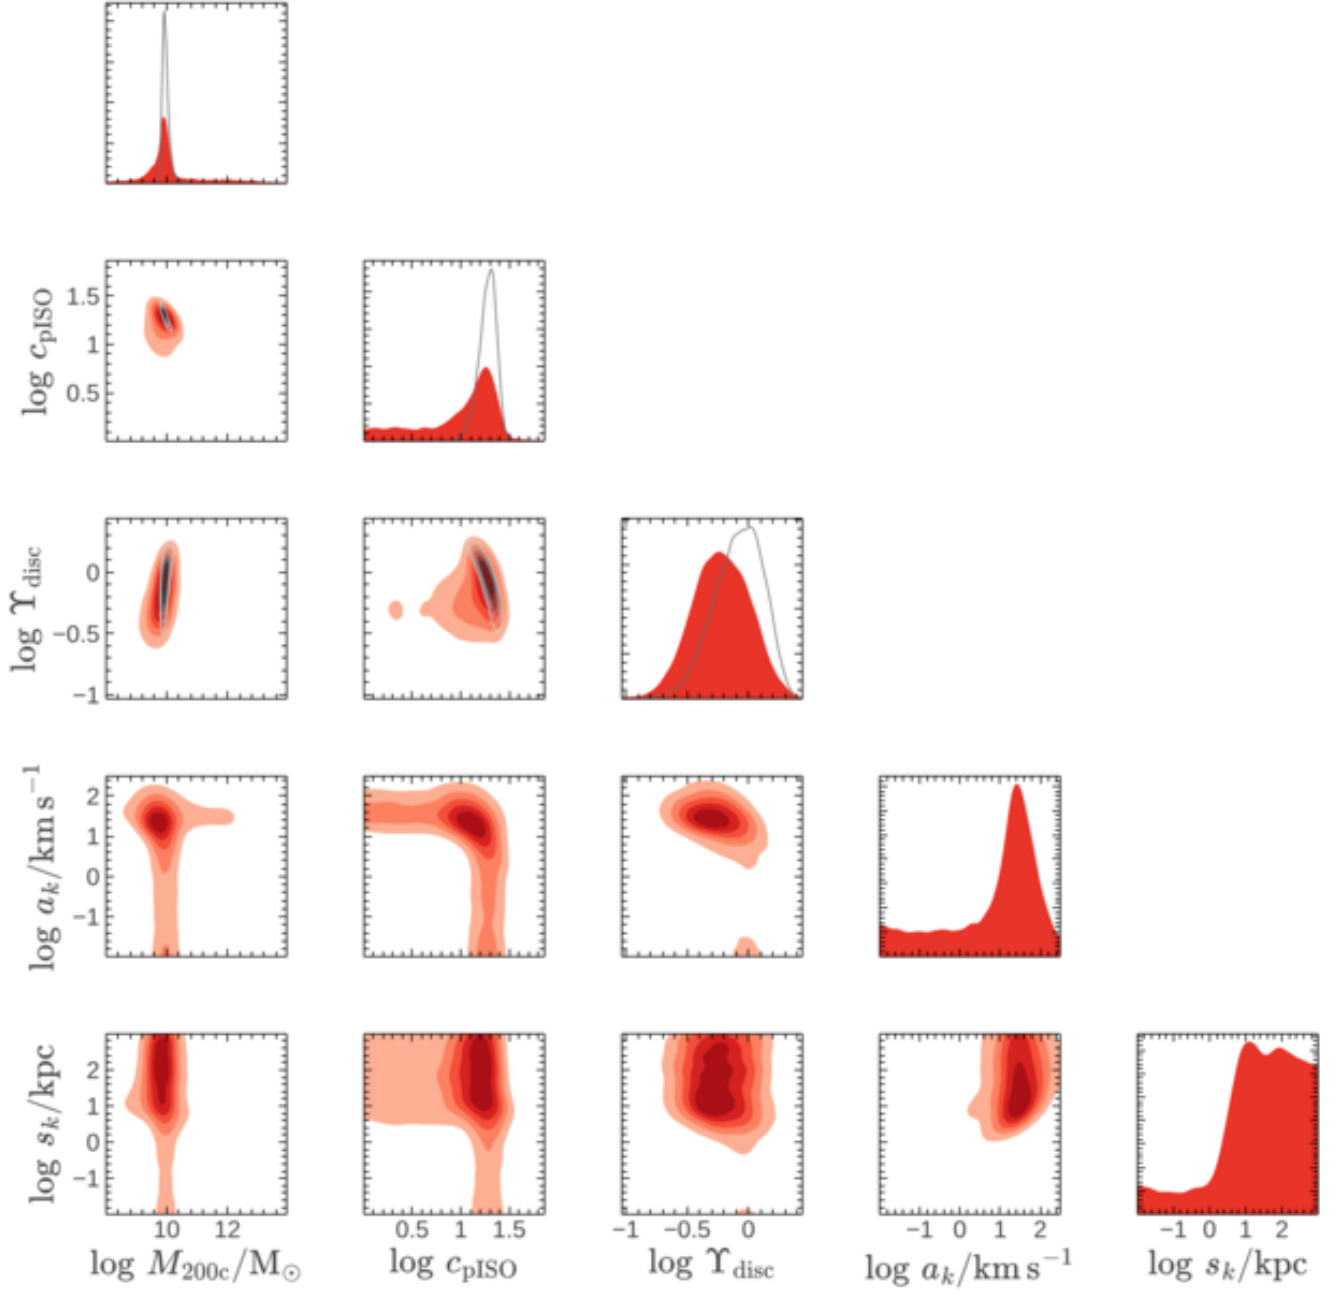 log c_pISO
1.5
1
0.5
log ϒ_disc
0
−0.5
−1
log a_k/km s^−1
2
1
0
−1
log s_k/kpc
2
1
0
−1
10 12
0.5 1 1.5
−1 −0.5 0
−1 0 1 2
−1 0 1 2
log M_200c/M_⊙
log c_pISO
log ϒ_disc
log a_k/km s^−1
log s_k/kpc